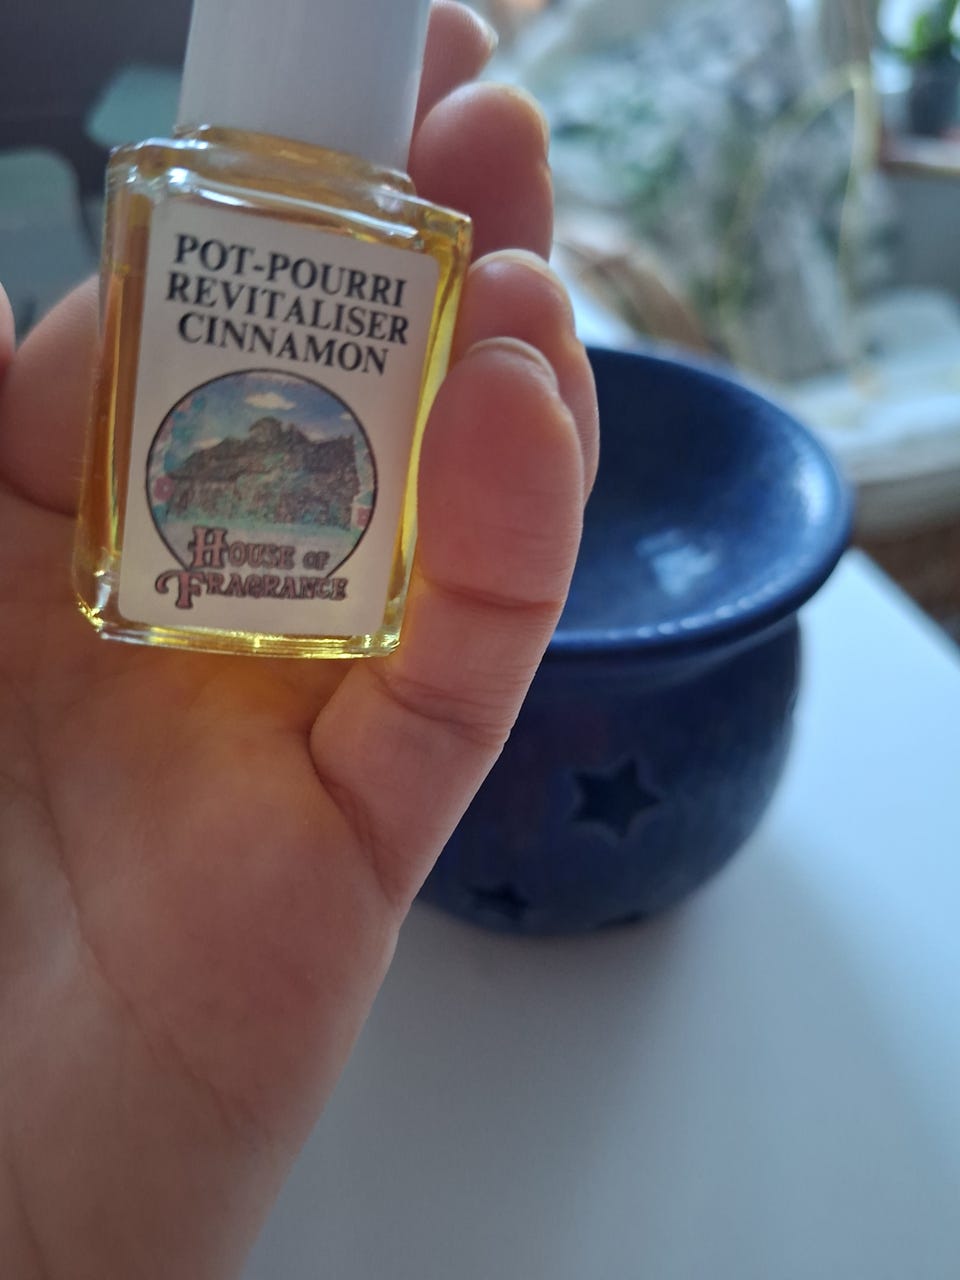 POT-POURRI
REVITALISER
CINNAMON
HOUSE OF
FRAGRANCE